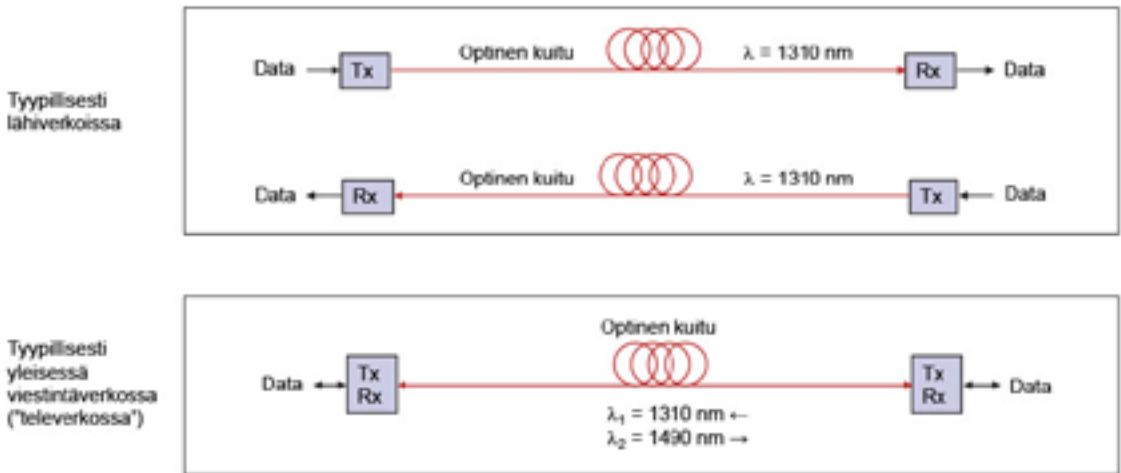 Tyypillisesti
lähiverkoissa
Data
Tx
Optinen kuitu
λ = 1310 nm
Rx
Data
Data
Rx
Optinen kuitu
λ = 1310 nm
Tx
Data
Tyypillisesti
yleisessä
viestintäverkossa
("televerkossa")
Optinen kuitu
Data
Tx
Rx
Tx
Rx
Data
λ₁ = 1310 nm ←
λ₂ = 1490 nm →